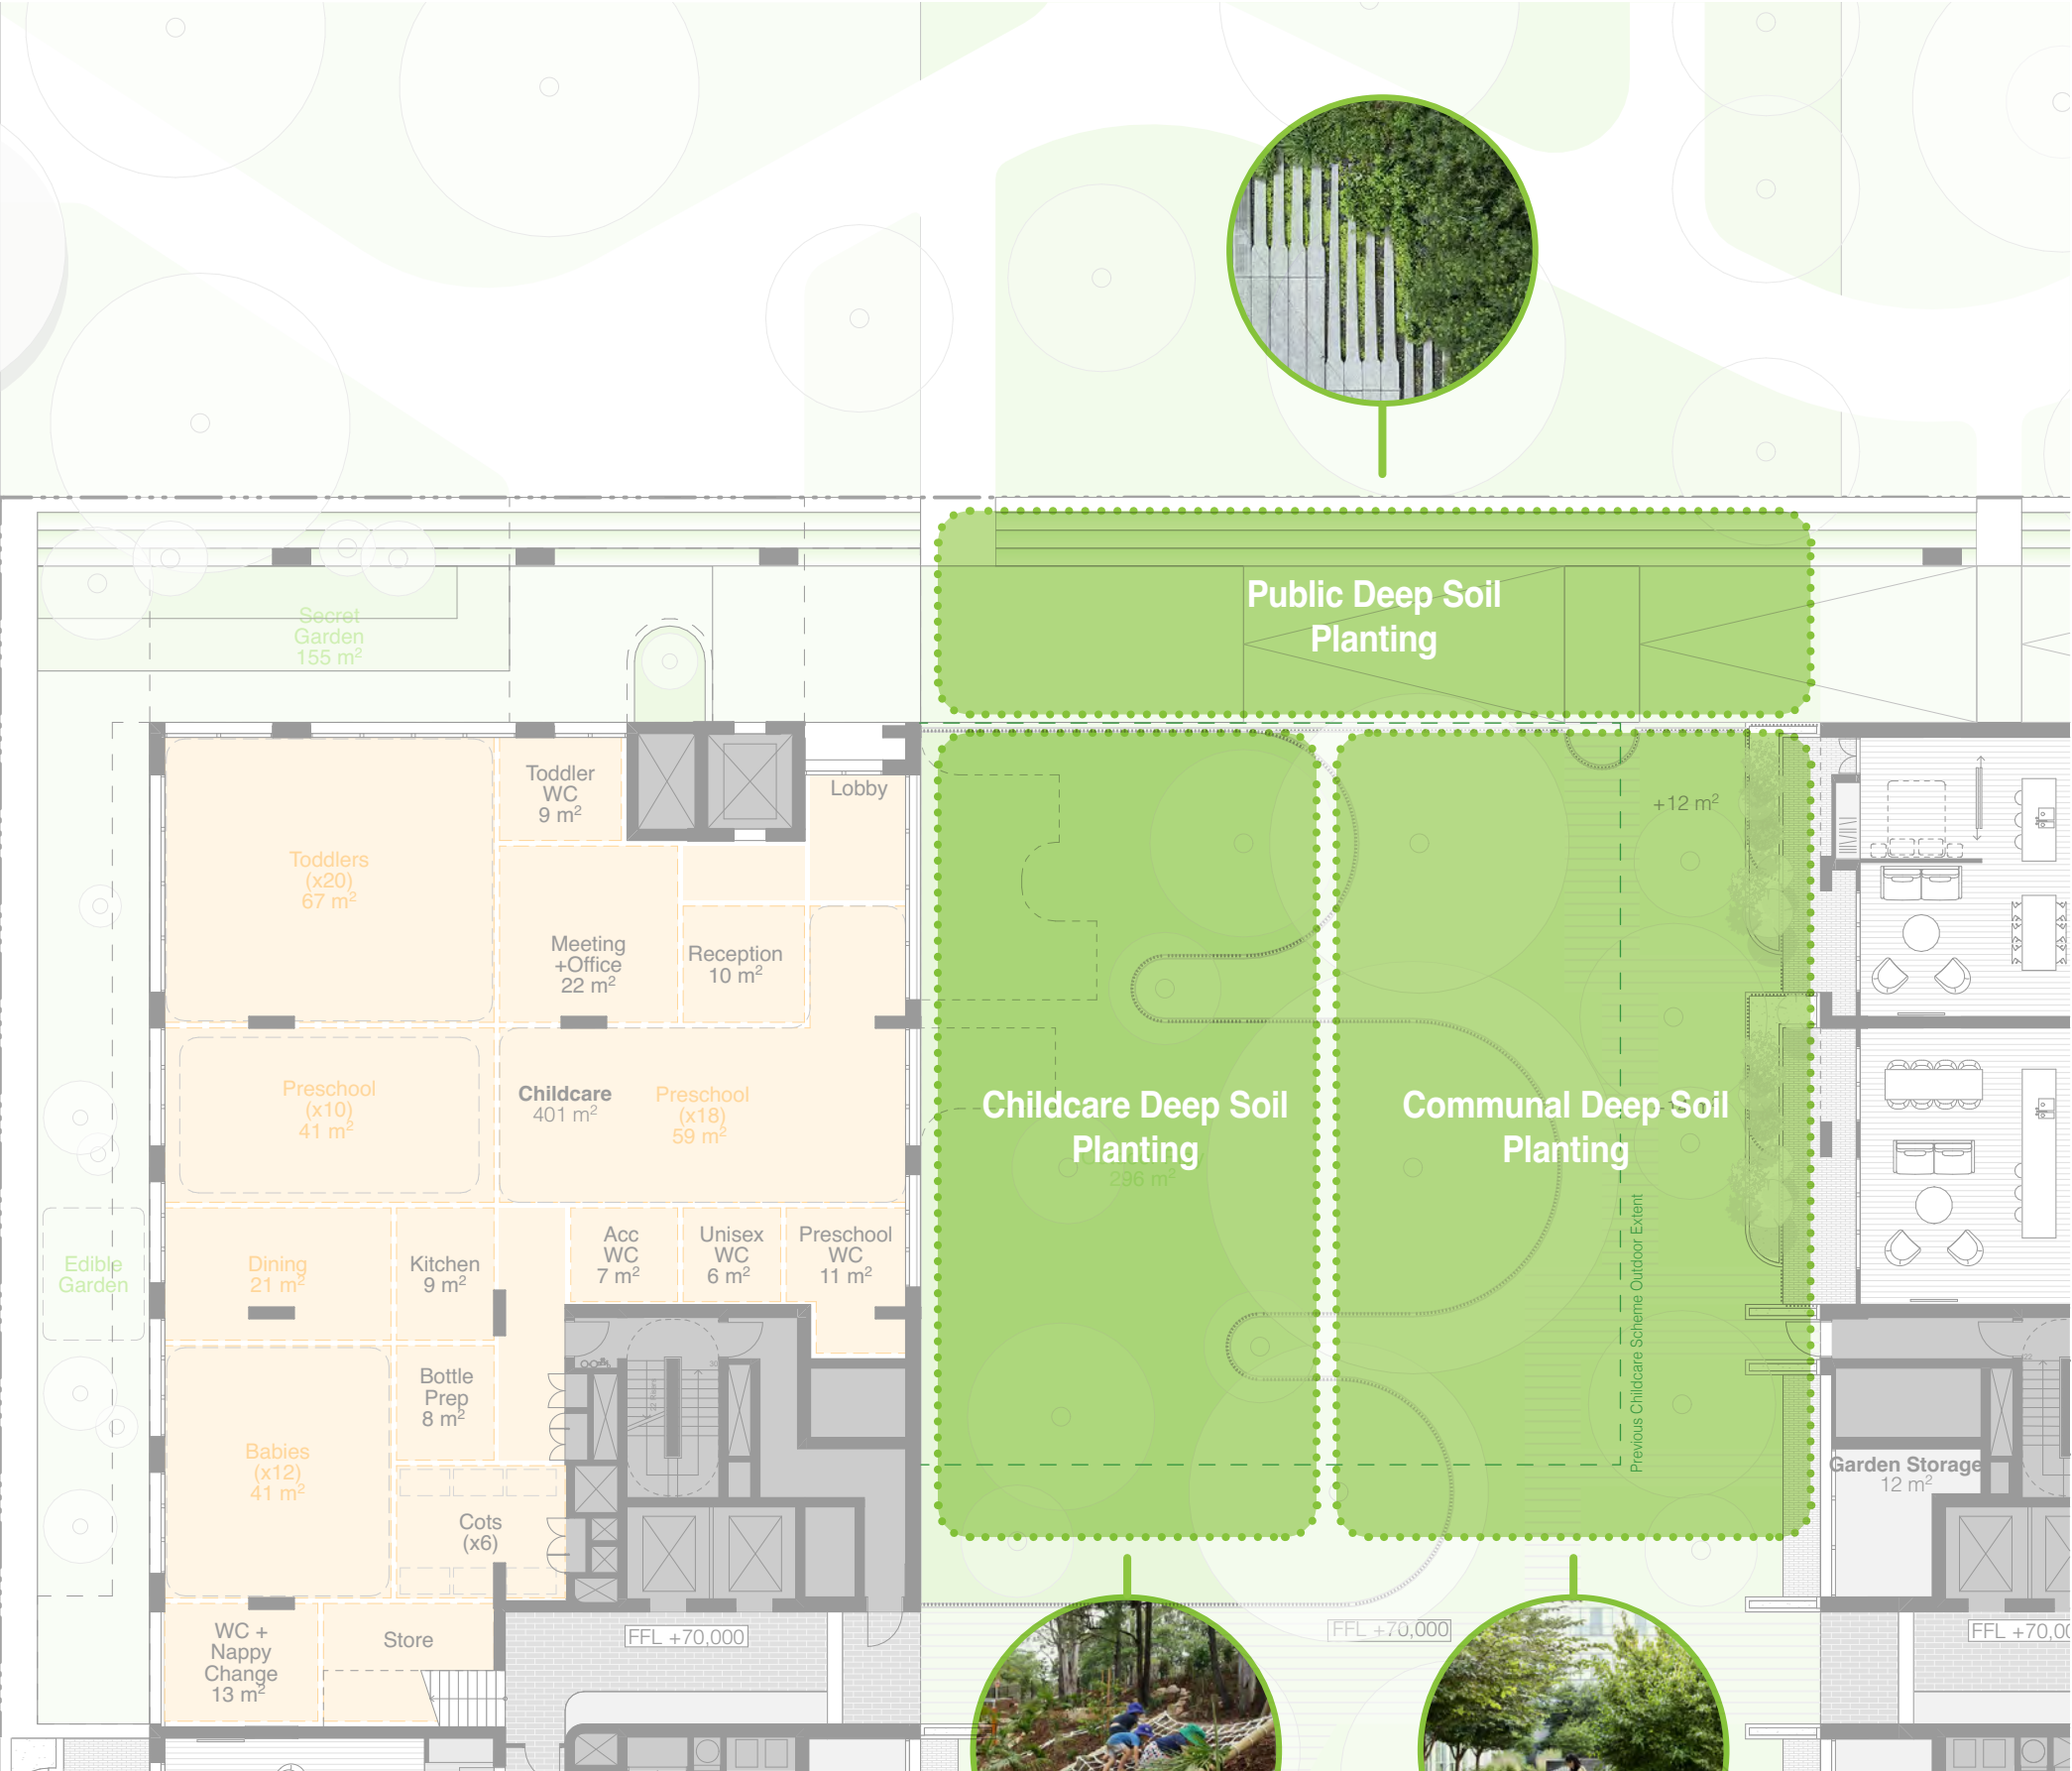 Public Deep Soil
Planting
Secret
Garden
155 m²
Toddler
WC
9 m²
Lobby
+12 m²
Toddlers
(x20)
67 m²
Meeting
+Office
22 m²
Reception
10 m²
Preschool
(x10)
41 m²
Childcare
401 m²
Preschool
(x18)
59 m²
Childcare Deep Soil
Planting
296 m²
Communal Deep Soil
Planting
Previous Childcare Scheme Outdoor Extent
Edible
Garden
Dining
21 m²
Kitchen
9 m²
Acc
WC
7 m²
Unisex
WC
6 m²
Preschool
WC
11 m²
Bottle
Prep
8 m²
Babies
(x12)
41 m²
Cots
(x6)
Garden Storage
12 m²
WC +
Nappy
Change
13 m²
Store
FFL +70,000
FFL +70,000
FFL +70,00